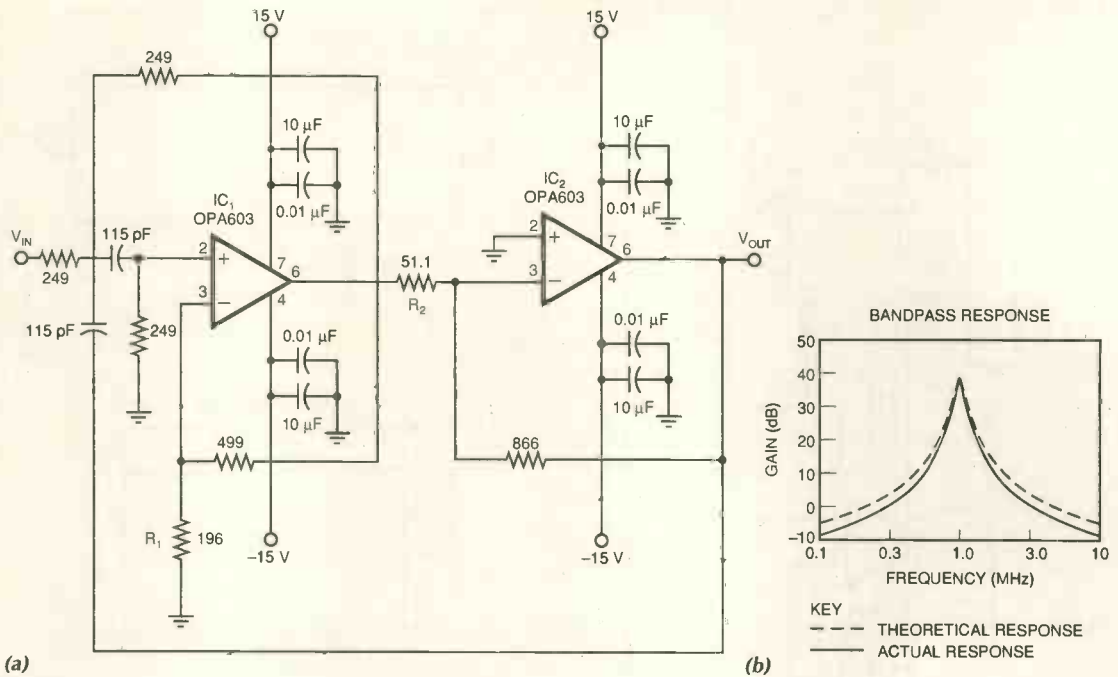 15 V
15 V
249
10 µF
10 µF
IC1
OPA603
0.01 µF
IC2
OPA603
0.01 µF
VIN
115 pF
2
+
7
6
3
−
4
249
51.1
R2
2
+
7
6
3
−
4
VOUT
115 pF
249
0.01 µF
0.01 µF
10 µF
10 µF
499
866
R1
196
−15 V
−15 V
BANDPASS RESPONSE
50
40
30
20
10
0
−10
GAIN (dB)
0.1
0.3
1.0
3.0
10
FREQUENCY (MHz)
KEY
THEORETICAL RESPONSE
ACTUAL RESPONSE
(a)
(b)